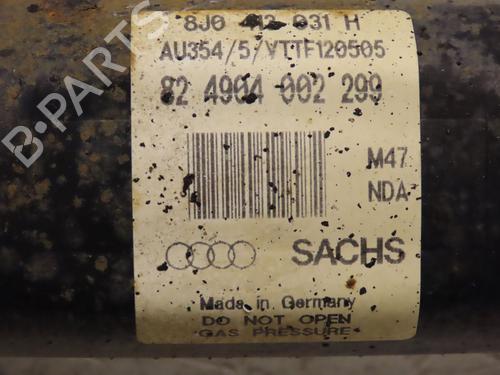 8J0 413 031 H
AU354/5/VTTF120505
82 4904 002 299
M47
NDA
SACHS
Made in Germany
DO NOT OPEN
GAS PRESSURE
B-PARTS